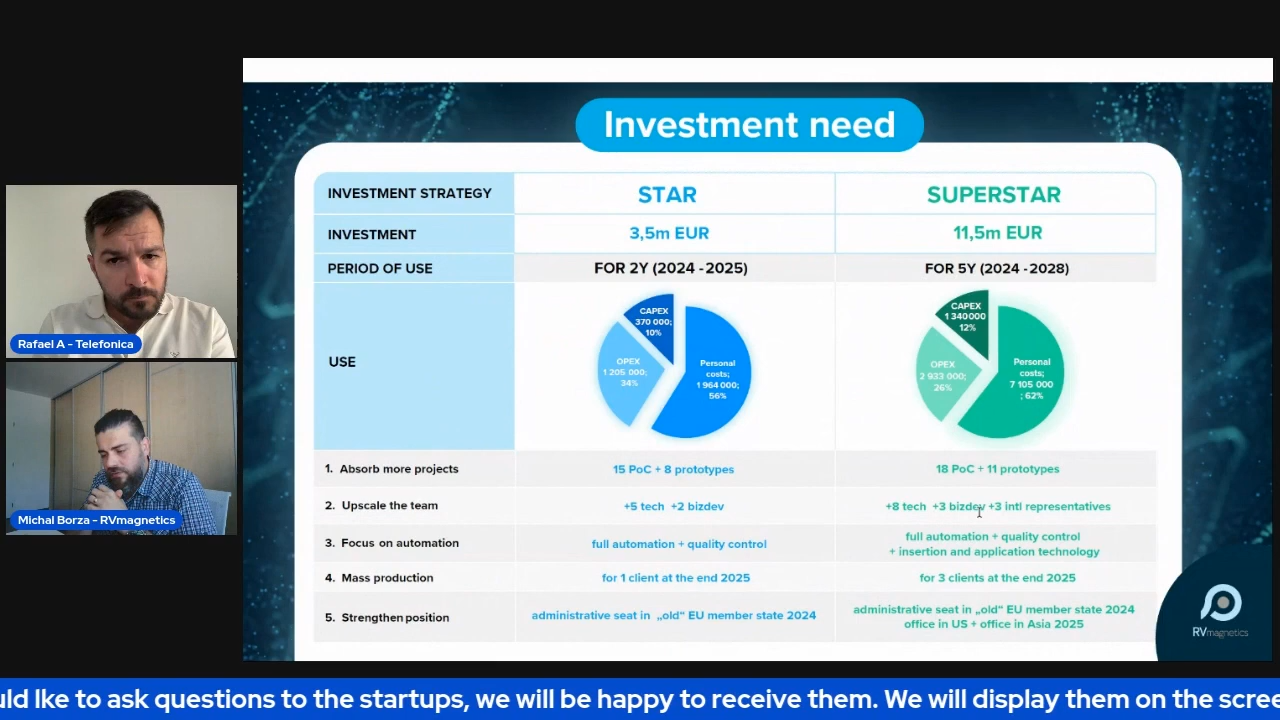 Investment need
INVESTMENT STRATEGY
STAR
SUPERSTAR
INVESTMENT
3,5m EUR
11,5m EUR
PERIOD OF USE
FOR 2Y (2024 - 2025)
FOR 5Y (2024 - 2028)
USE
CAPEX
370 000;
10%
OPEX
1 205 000;
34%
Personal
costs;
1 964 000;
56%
CAPEX
1 340 000
12%
OPEX
2 933 000;
26%
Personal
costs;
7 105 000
; 62%
1. Absorb more projects
15 PoC + 8 prototypes
18 PoC + 11 prototypes
2. Upscale the team
+5 tech +2 bizdev
+8 tech +3 bizdev +3 intl representatives
3. Focus on automation
full automation + quality control
full automation + quality control
+ insertion and application technology
4. Mass production
for 1 client at the end 2025
for 3 clients at the end 2025
5. Strengthen position
administrative seat in „old“ EU member state 2024
administrative seat in „old“ EU member state 2024
office in US + office in Asia 2025
RVmagnetics
Rafael A - Telefonica
Michal Borza - RVmagnetics
uld lke to ask questions to the startups, we will be happy to receive them. We will display them on the scree